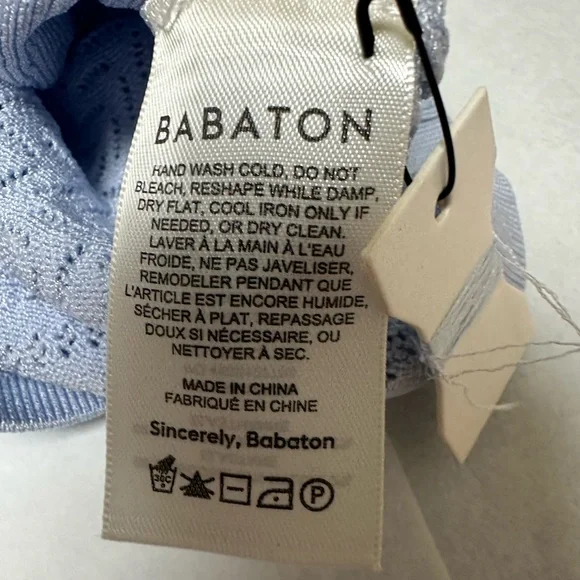 BABATON
HAND WASH COLD, DO NOT
BLEACH, RESHAPE WHILE DAMP,
DRY FLAT, COOL IRON ONLY IF
NEEDED, OR DRY CLEAN.
LAVER À LA MAIN À L'EAU
FROIDE, NE PAS JAVELISER,
REMODELER PENDANT QUE
L'ARTICLE EST ENCORE HUMIDE,
SÉCHER À PLAT, REPASSAGE
DOUX SI NÉCESSAIRE, OU
NETTOYER À SEC.
MADE IN CHINA
FABRIQUÉ EN CHINE
Sincerely, Babaton
30C P